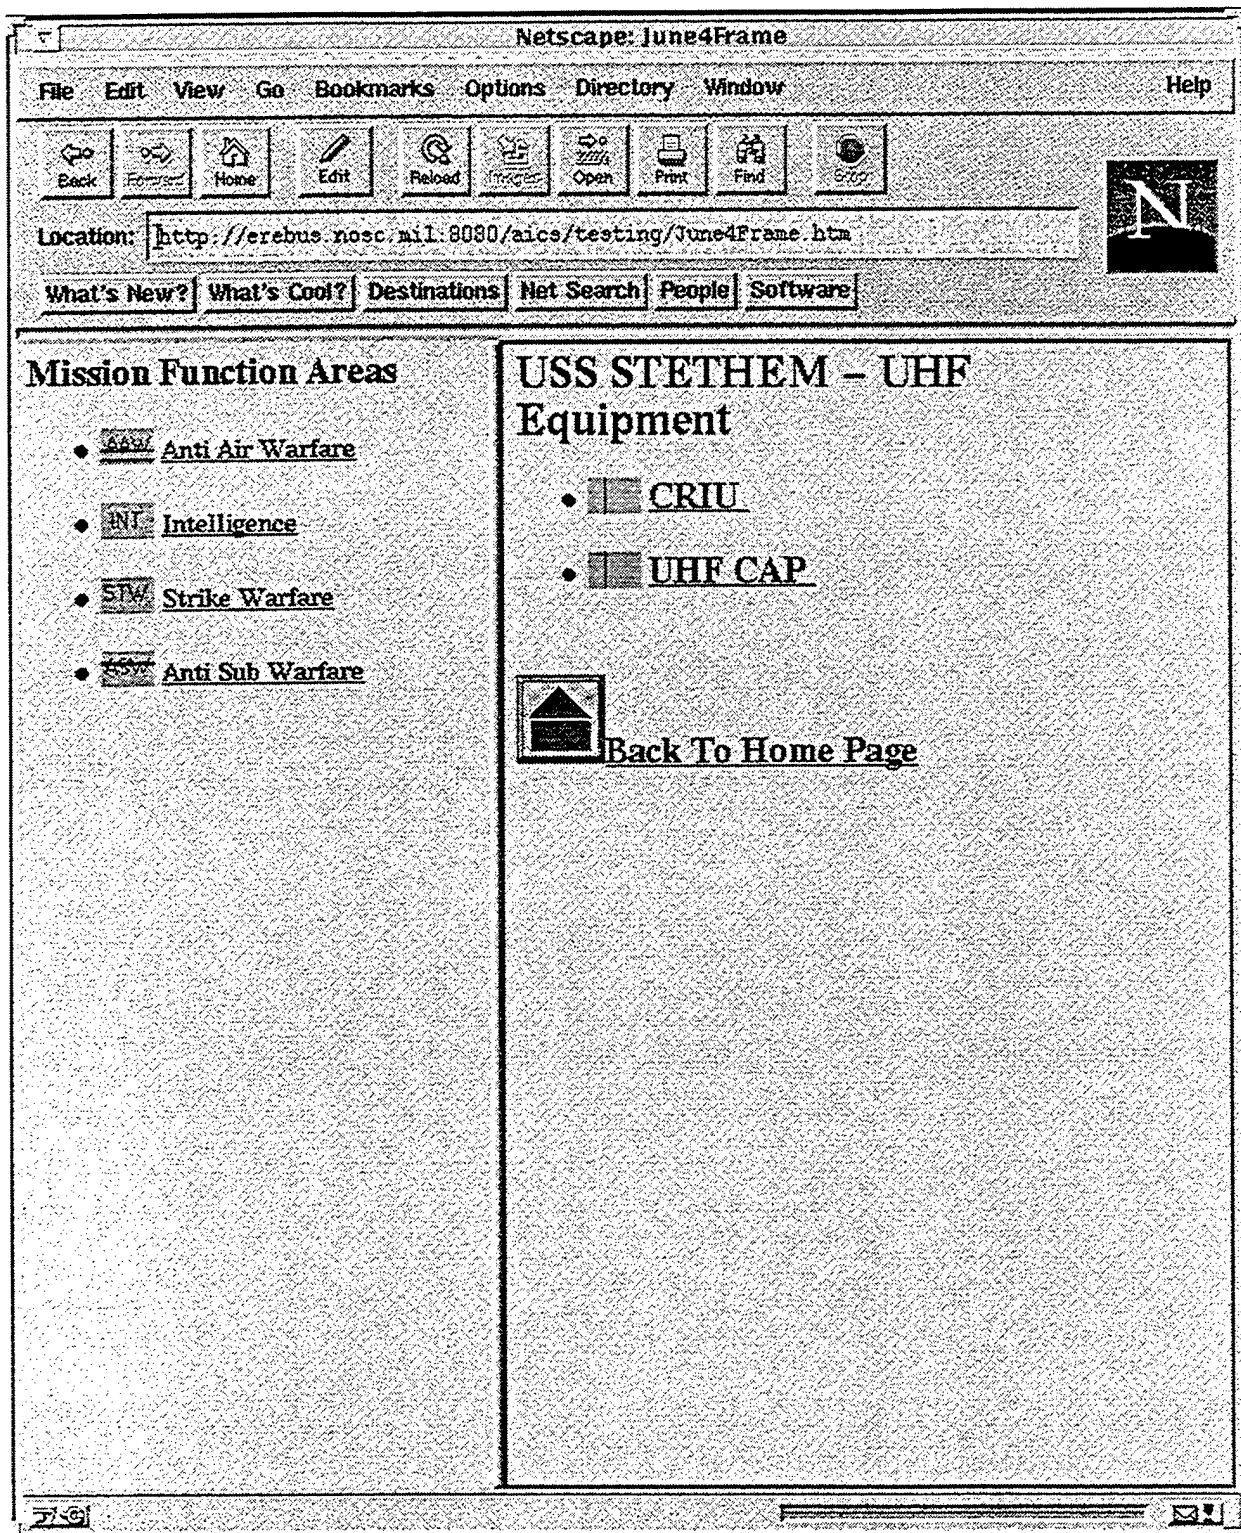 Netscape: June4Frame
File Edit View Go Bookmarks Options Directory Window Help
Back Forward Home Edit Reload Images Open Print Find Stop
N
Location: http://erebus.nosc.mil:8080/aics/testing/June4Frame.htm
What's New? What's Cool? Destinations Net Search People Software
Mission Function Areas
AAW Anti Air Warfare
INT Intelligence
STW Strike Warfare
ASW Anti Sub Warfare
USS STETHEM – UHF
Equipment
CRIU
UHF CAP
Back To Home Page